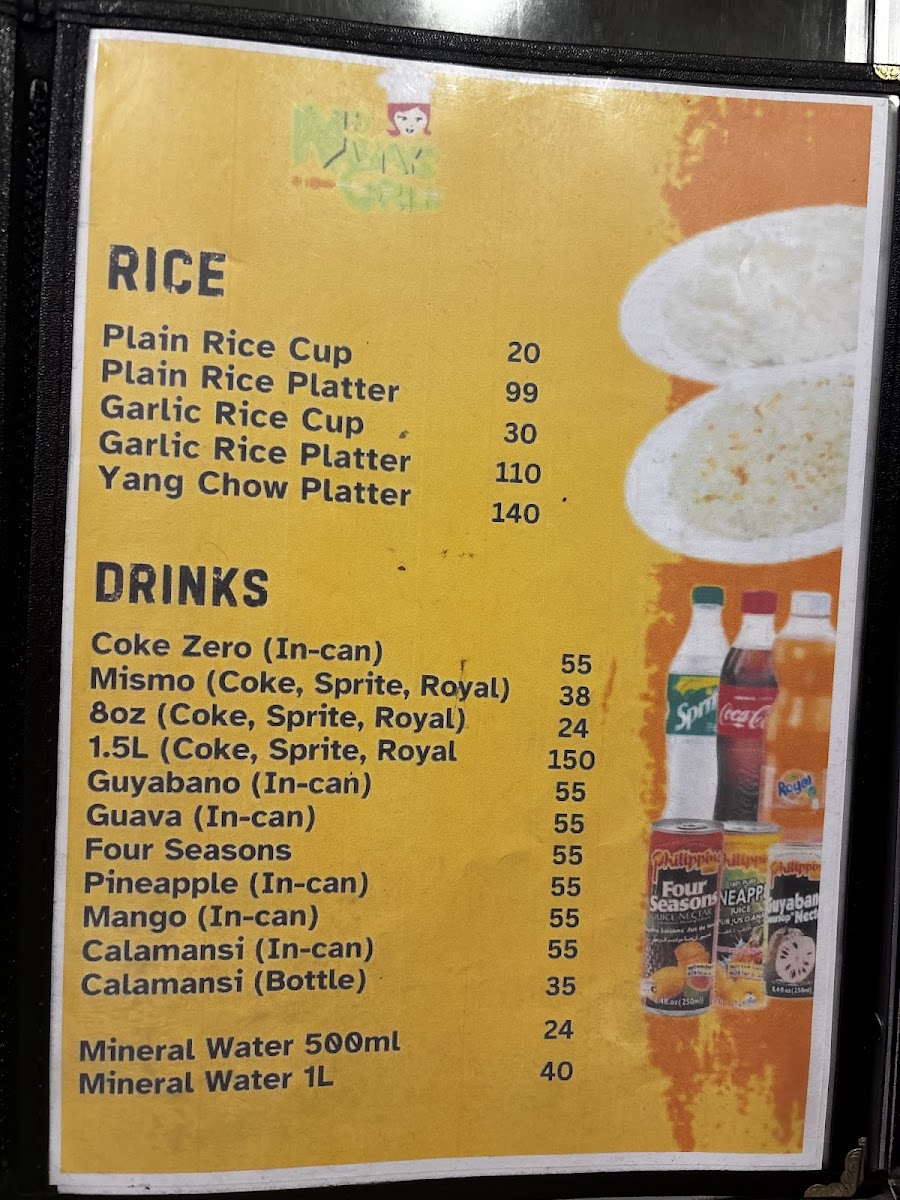 RICE
Plain Rice Cup 20
Plain Rice Platter 99
Garlic Rice Cup 30
Garlic Rice Platter 110
Yang Chow Platter 140
DRINKS
Coke Zero (In-can) 55
Mismo (Coke, Sprite, Royal) 38
8oz (Coke, Sprite, Royal) 24
1.5L (Coke, Sprite, Royal 150
Guyabano (In-can) 55
Guava (In-can) 55
Four Seasons 55
Pineapple (In-can) 55
Mango (In-can) 55
Calamansi (In-can) 55
Calamansi (Bottle) 35
Mineral Water 500ml 24
Mineral Water 1L 40
Royal
Four
Seasons
JUICE NECTAR
JUICE